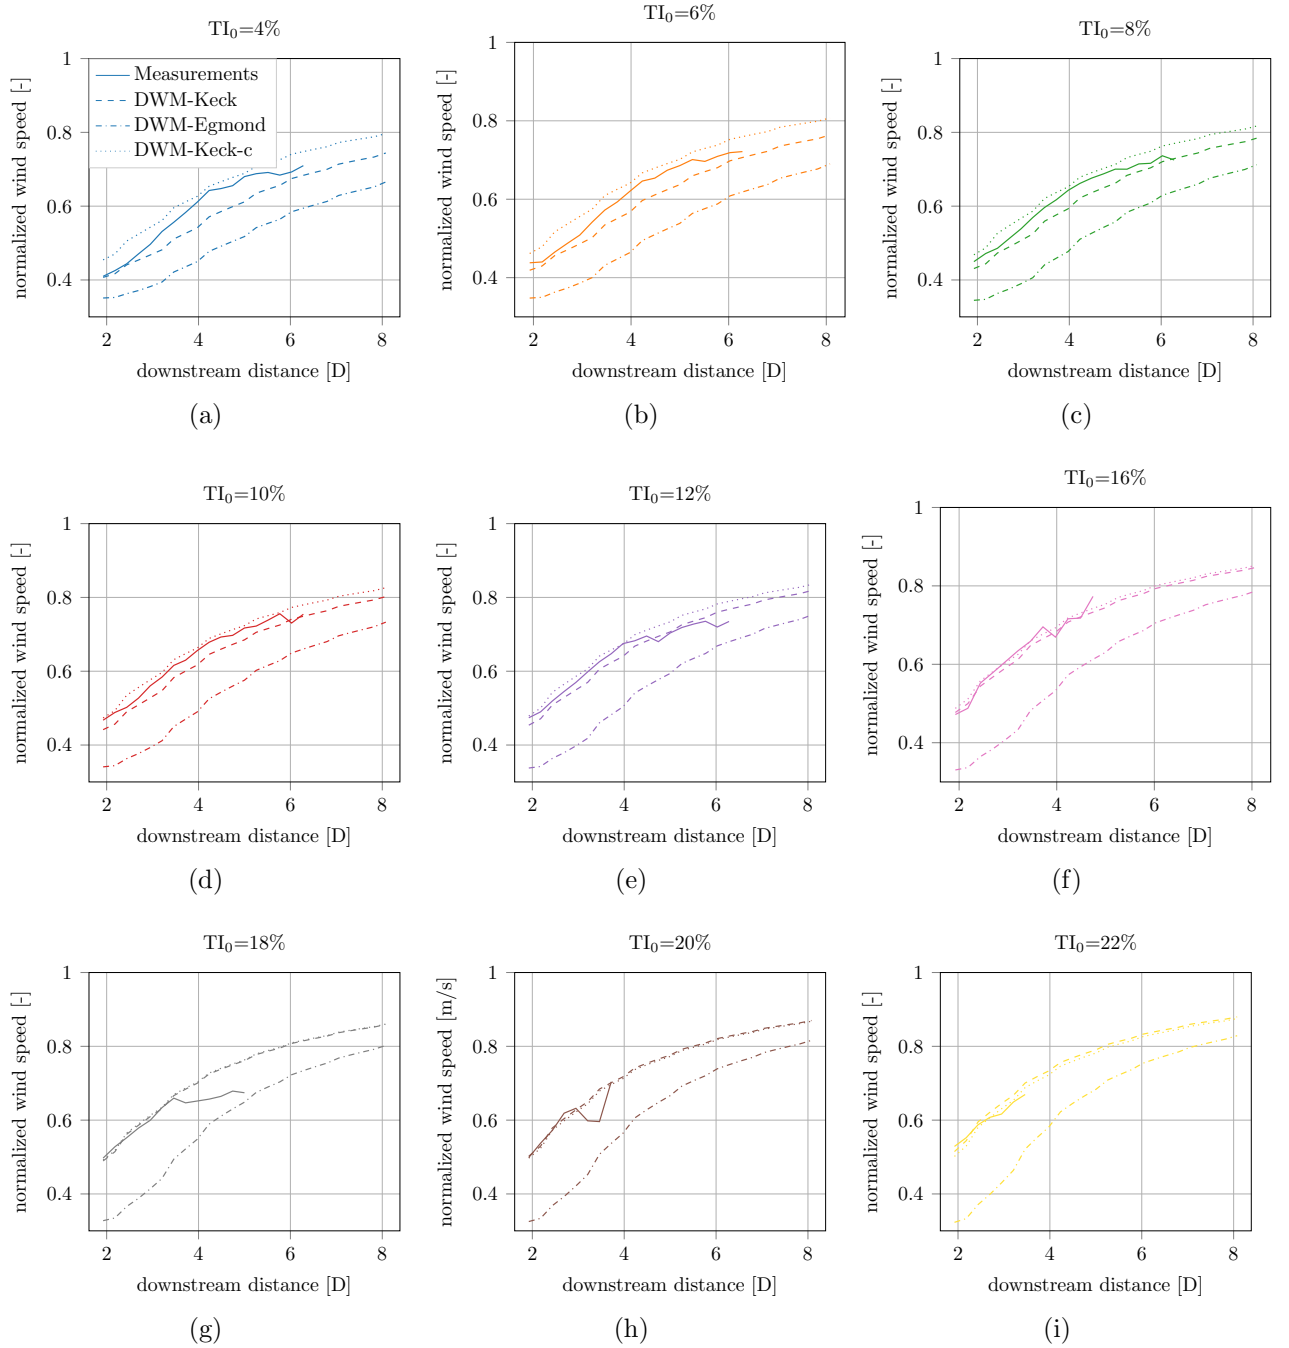 TI₀=4%
normalized wind speed [-]
1
0.8
0.6
0.4
Measurements
DWM-Keck
DWM-Egmond
DWM-Keck-c
2 4 6 8
downstream distance [D]
(a)
TI₀=6%
normalized wind speed [-]
1
0.8
0.6
0.4
2 4 6 8
downstream distance [D]
(b)
TI₀=8%
normalized wind speed [-]
1
0.8
0.6
0.4
2 4 6 8
downstream distance [D]
(c)
TI₀=10%
normalized wind speed [-]
1
0.8
0.6
0.4
2 4 6 8
downstream distance [D]
(d)
TI₀=12%
normalized wind speed [-]
1
0.8
0.6
0.4
2 4 6 8
downstream distance [D]
(e)
TI₀=16%
normalized wind speed [-]
1
0.8
0.6
0.4
2 4 6 8
downstream distance [D]
(f)
TI₀=18%
normalized wind speed [-]
1
0.8
0.6
0.4
2 4 6 8
downstream distance [D]
(g)
TI₀=20%
normalized wind speed [m/s]
1
0.8
0.6
0.4
2 4 6 8
downstream distance [D]
(h)
TI₀=22%
normalized wind speed [-]
1
0.8
0.6
0.4
2 4 6 8
downstream distance [D]
(i)